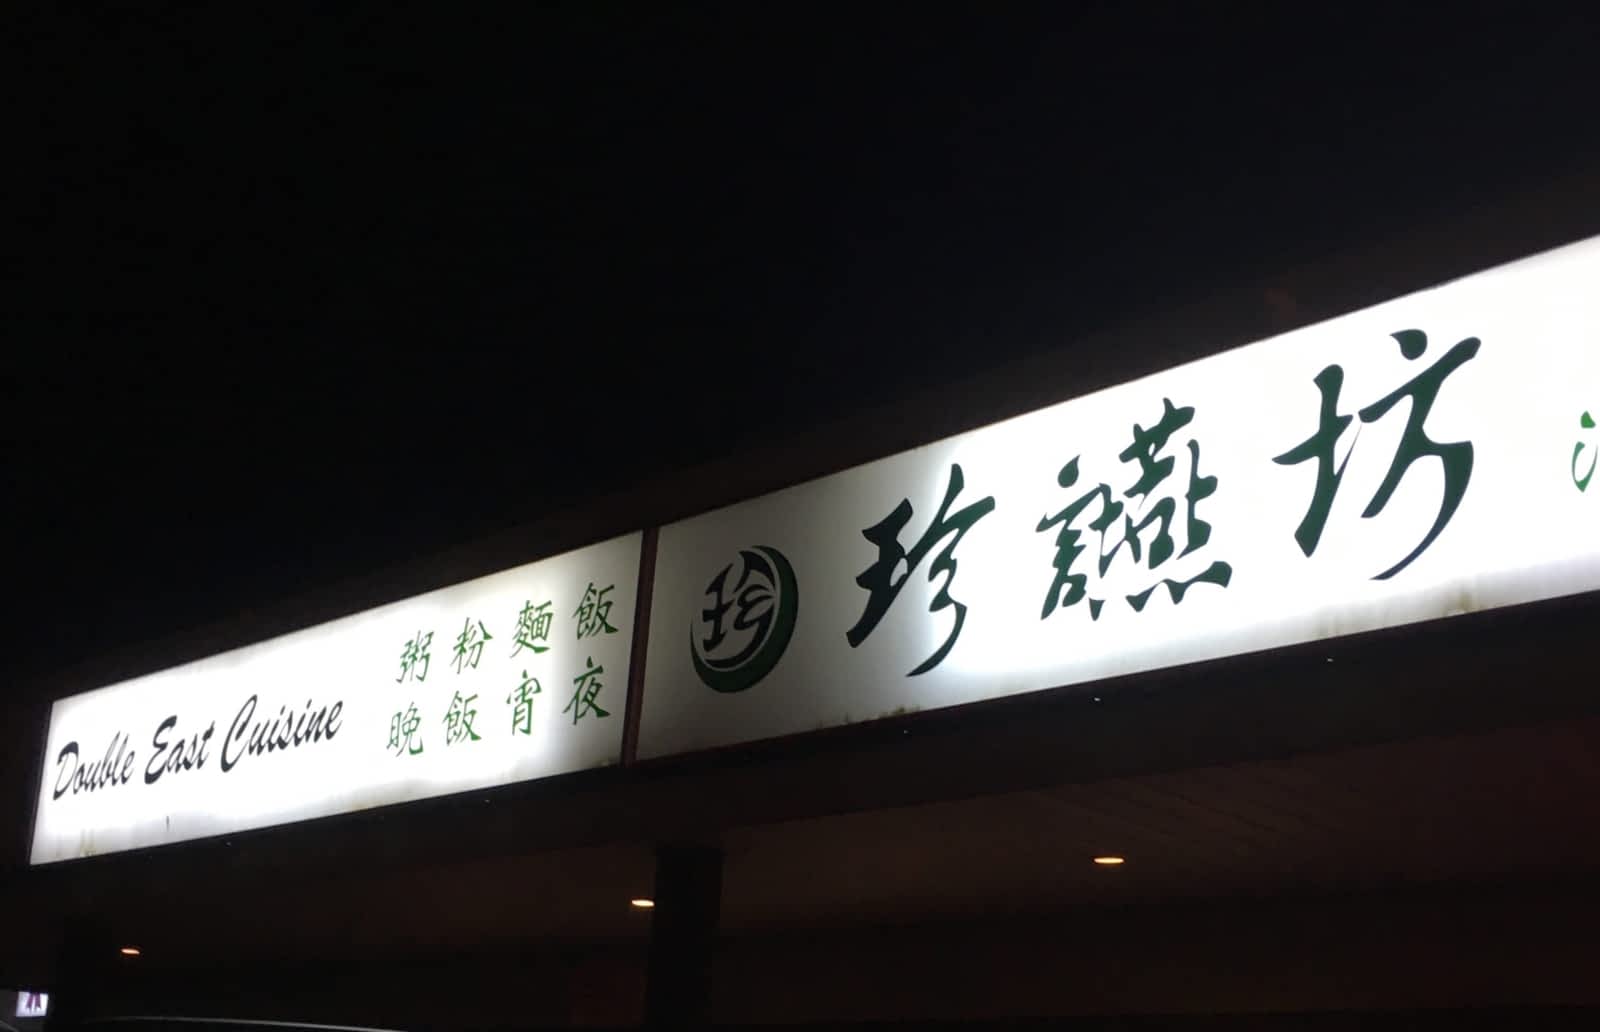 Double East Cuisine
粥粉麵飯
晚飯宵夜
珍
珍讌坊